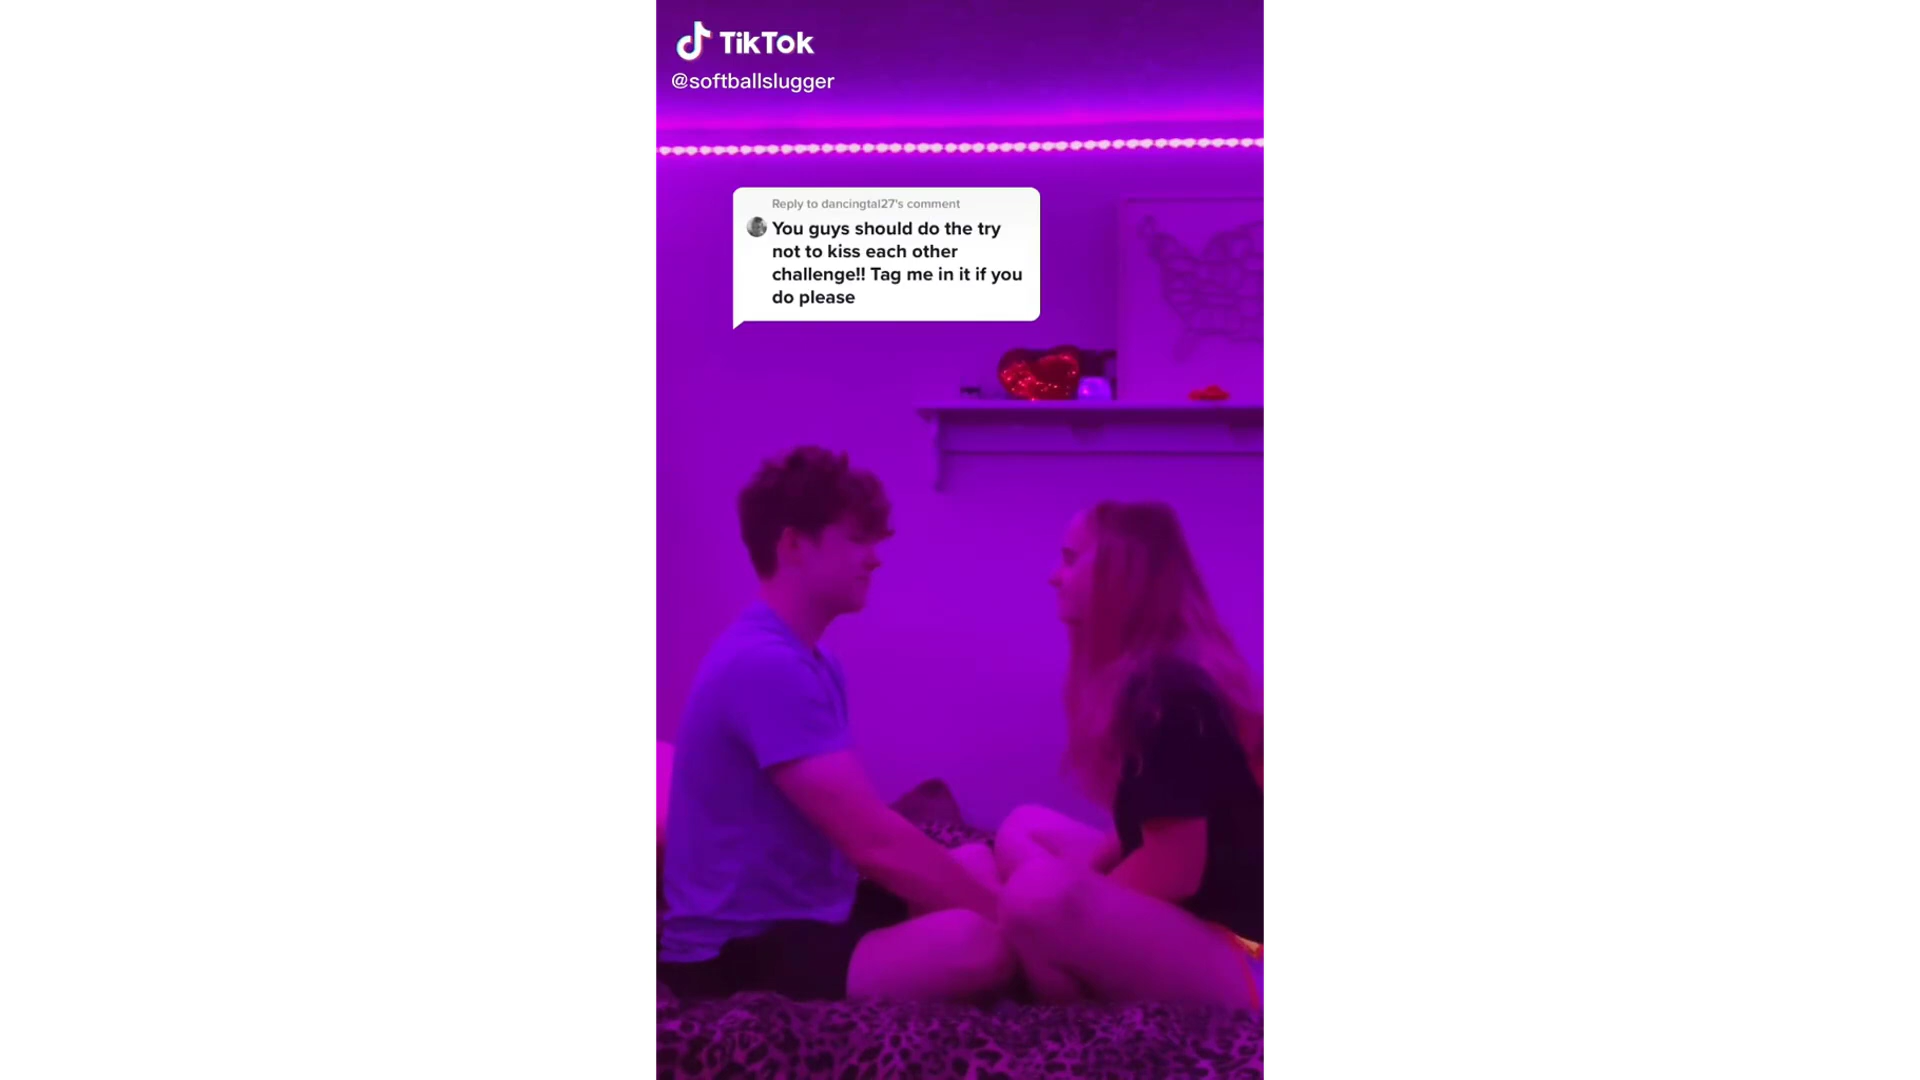 TikTok
@softballslugger
Reply to dancingtal27's comment
You guys should do the try
not to kiss each other
challenge!! Tag me in it if you
do please